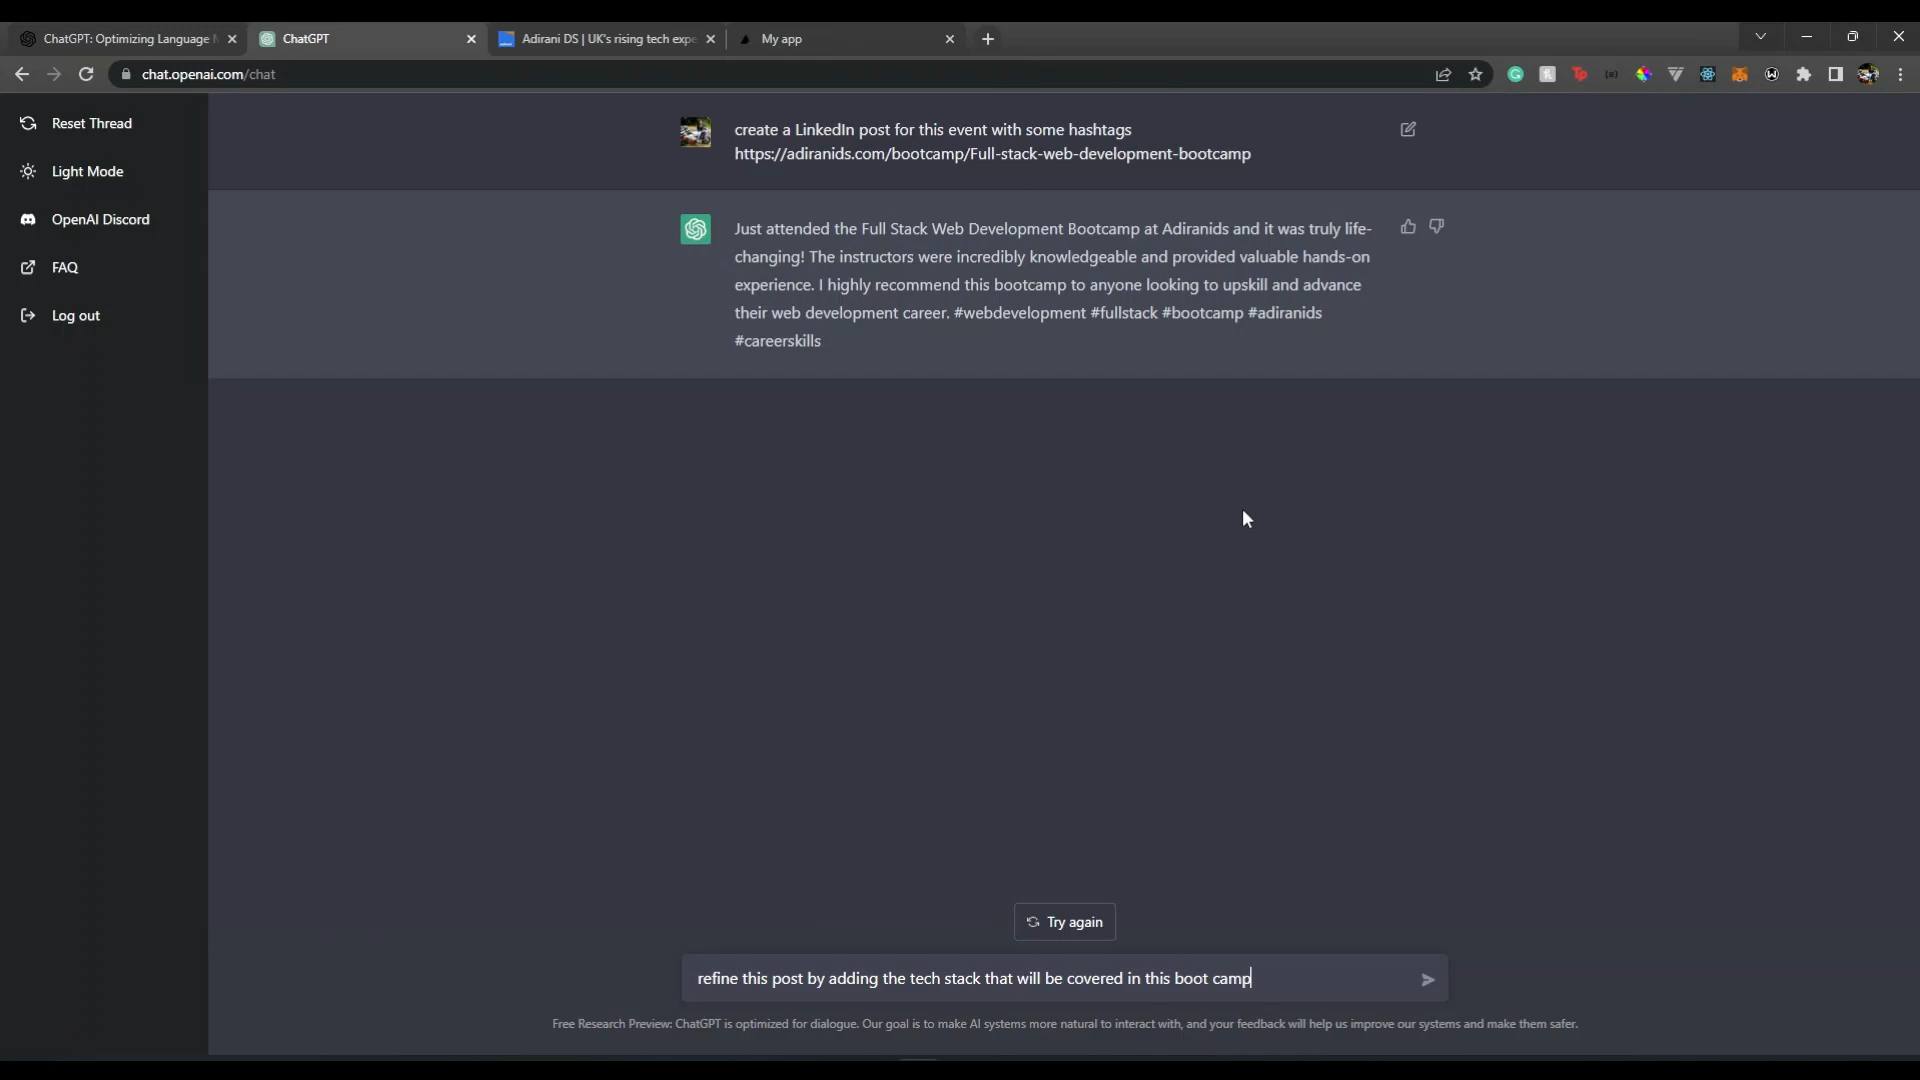 ChatGPT: Optimizing Language
ChatGPT
Adirani DS | UK's rising tech expe
My app
chat.openai.com/chat
Reset Thread
Light Mode
OpenAI Discord
FAQ
Log out
create a LinkedIn post for this event with some hashtags
https://adiranids.com/bootcamp/Full-stack-web-development-bootcamp
Just attended the Full Stack Web Development Bootcamp at Adiranids and it was truly life-
changing! The instructors were incredibly knowledgeable and provided valuable hands-on
experience. I highly recommend this bootcamp to anyone looking to upskill and advance
their web development career. #webdevelopment #fullstack #bootcamp #adiranids
#careerskills
Try again
refine this post by adding the tech stack that will be covered in this boot camp
Free Research Preview: ChatGPT is optimized for dialogue. Our goal is to make AI systems more natural to interact with, and your feedback will help us improve our systems and make them safer.